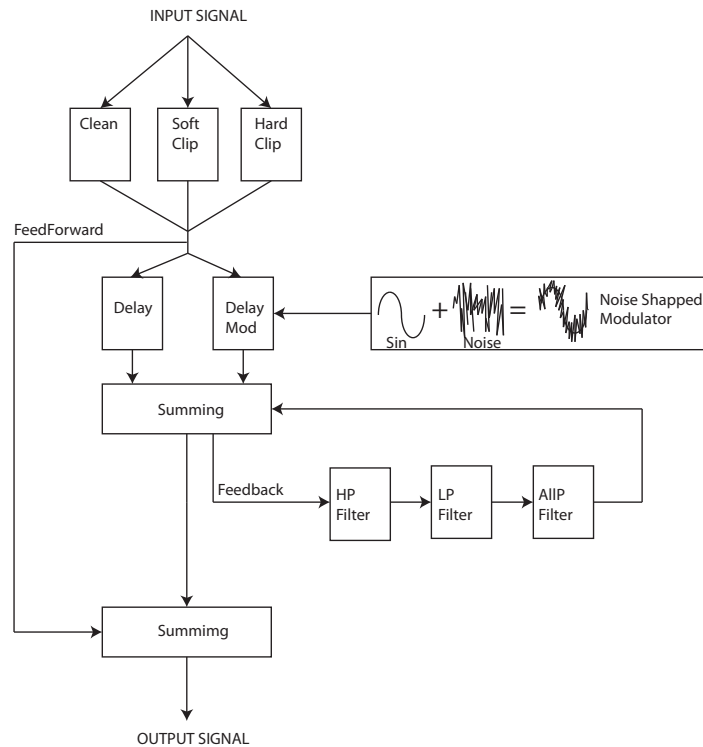 INPUT SIGNAL
Clean
Soft
Clip
Hard
Clip
FeedForward
Delay
Delay
Mod
+
=
Sin
Noise
Noise Shapped
Modulator
Summing
Feedback
HP
Filter
LP
Filter
AllP
Filter
Summimg
OUTPUT SIGNAL